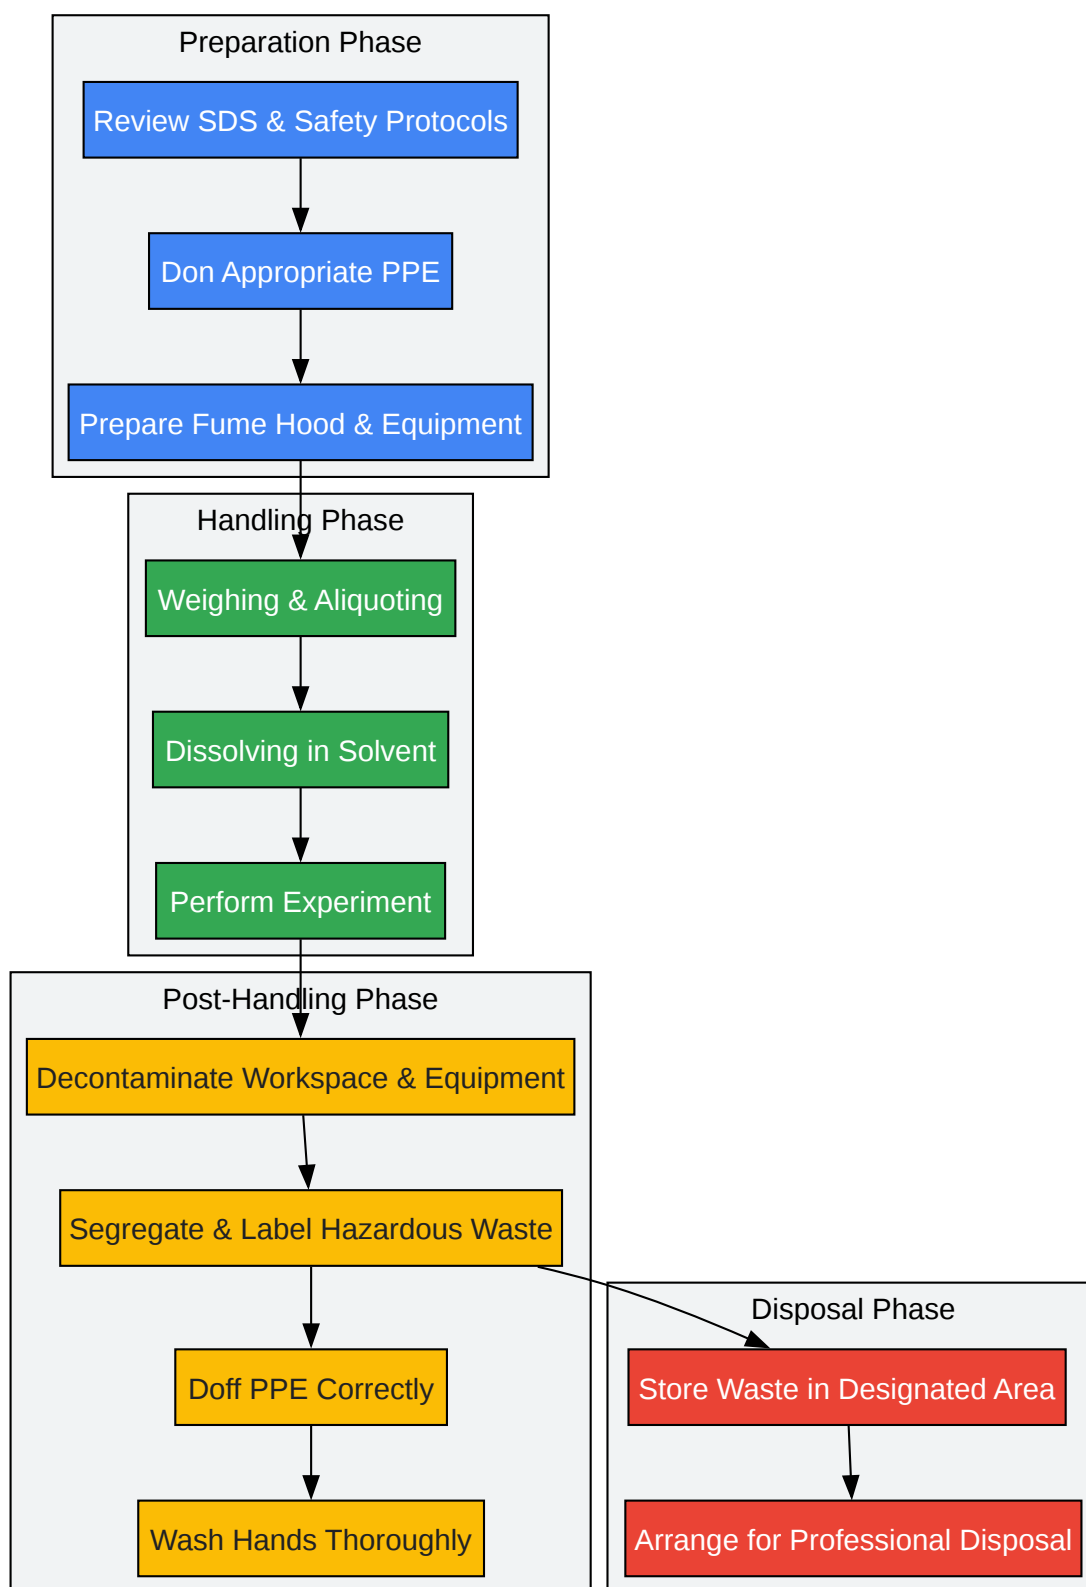 Preparation Phase
Review SDS & Safety Protocols
Don Appropriate PPE
Prepare Fume Hood & Equipment
Handling Phase
Weighing & Aliquoting
Dissolving in Solvent
Perform Experiment
Post-Handling Phase
Decontaminate Workspace & Equipment
Segregate & Label Hazardous Waste
Doff PPE Correctly
Wash Hands Thoroughly
Disposal Phase
Store Waste in Designated Area
Arrange for Professional Disposal